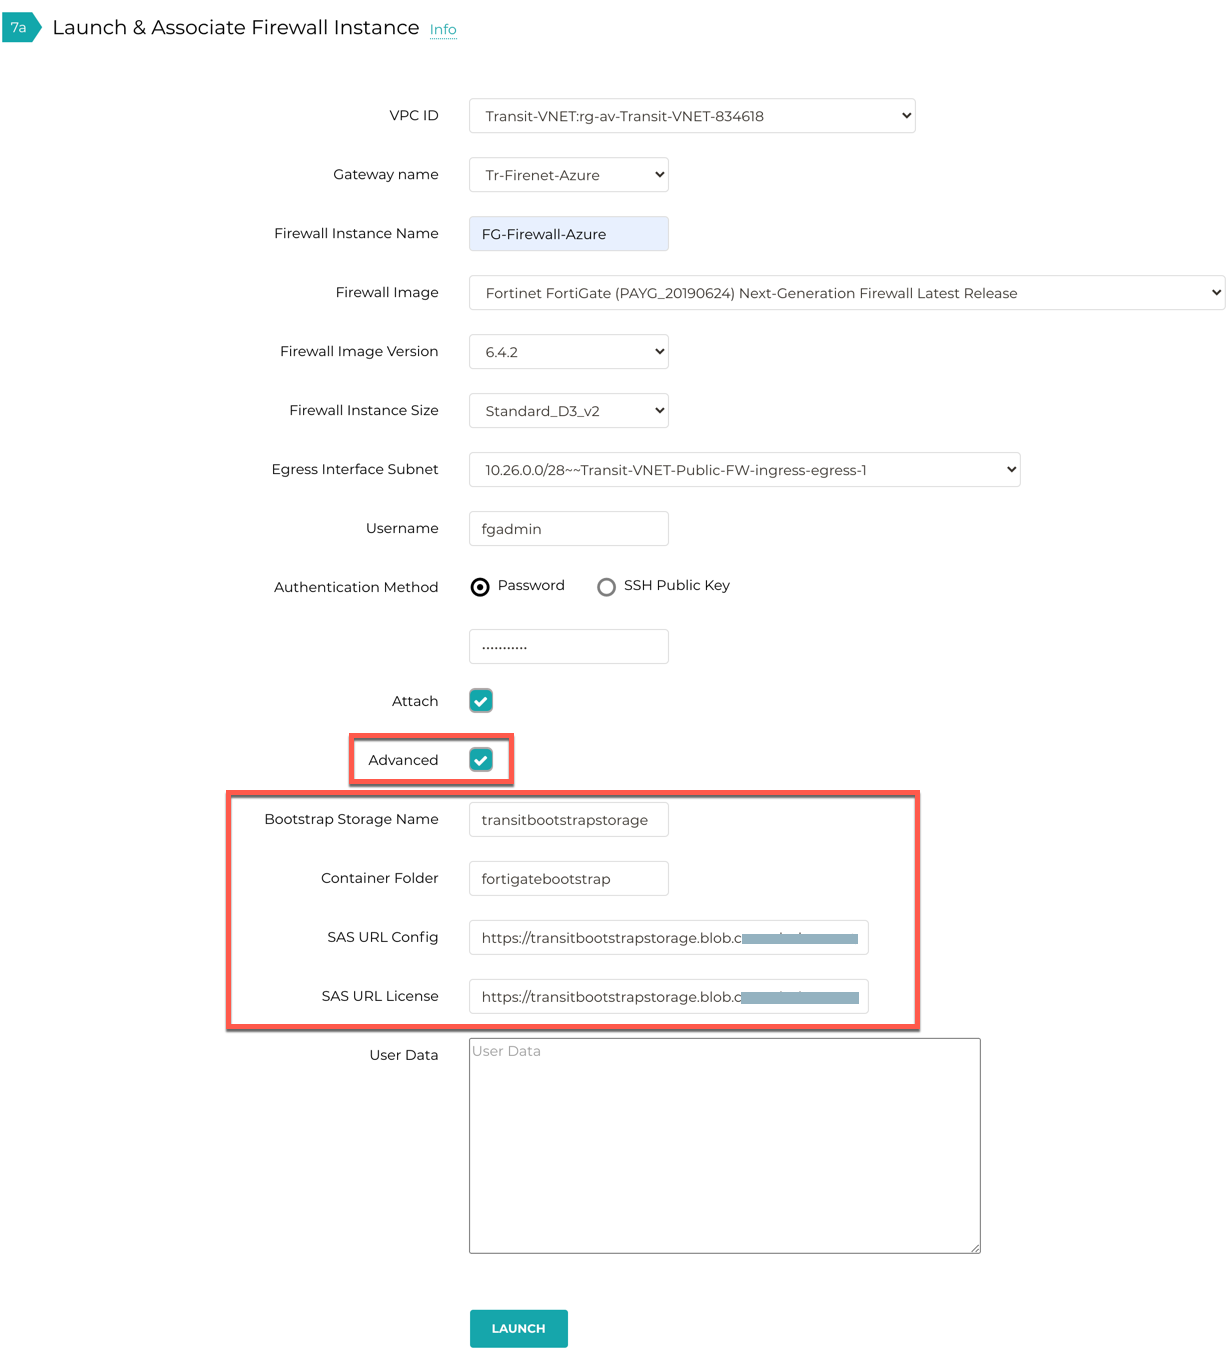 7a Launch & Associate Firewall Instance Info
VPC ID Transit-VNET:rg-av-Transit-VNET-834618
Gateway name Tr-Firenet-Azure
Firewall Instance Name FG-Firewall-Azure
Firewall Image Fortinet FortiGate (PAYG_20190624) Next-Generation Firewall Latest Release
Firewall Image Version 6.4.2
Firewall Instance Size Standard_D3_v2
Egress Interface Subnet 10.26.0.0/28~~Transit-VNET-Public-FW-ingress-egress-1
Username fgadmin
Authentication Method Password SSH Public Key
Attach
Advanced
Bootstrap Storage Name transitbootstrapstorage
Container Folder fortigatebootstrap
SAS URL Config https://transitbootstrapstorage.blob.c
SAS URL License https://transitbootstrapstorage.blob.c
User Data User Data
LAUNCH